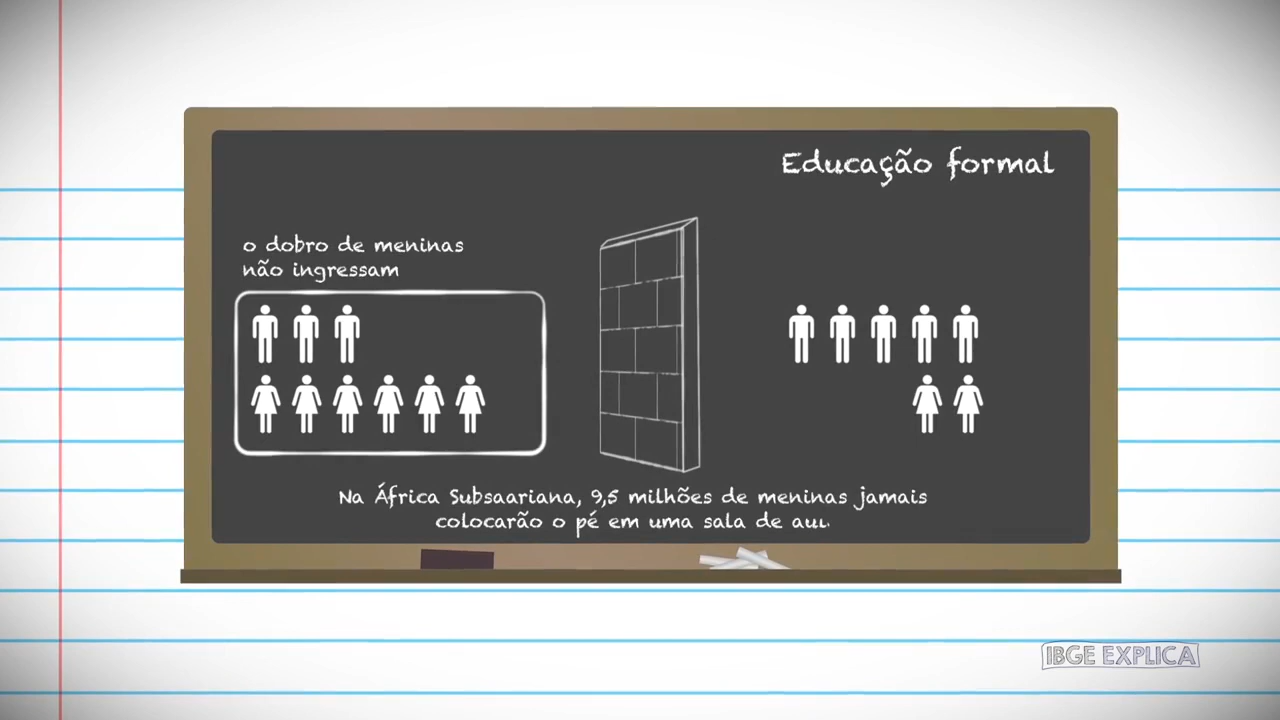 Educação formal
o dobro de meninas
não ingressam
Na África Subsaariana, 9,5 milhões de meninas jamais
colocarão o pé em uma sala de
IBGE EXPLICA